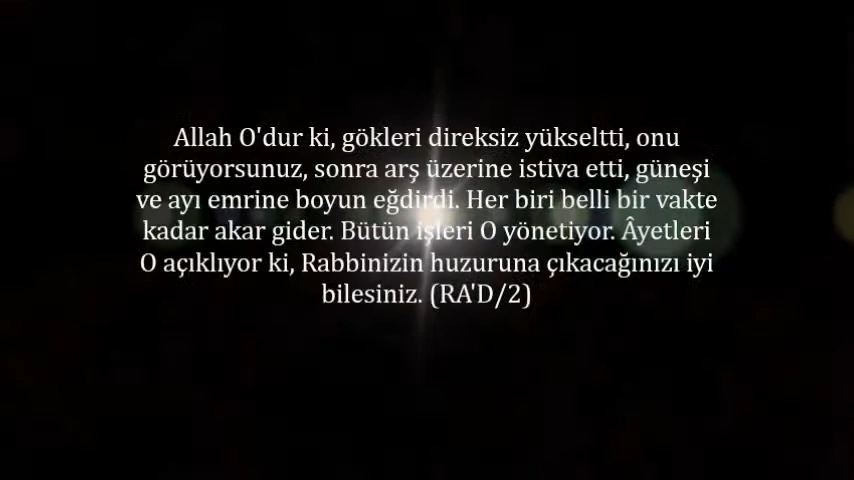 Allah O'dur ki, gökleri direksiz yükseltti, onu
görüyorsunuz, sonra arş üzerine istiva etti, güneşi
ve ayı emrine boyun eğdirdi. Her biri belli bir vakte
kadar akar gider. Bütün işleri O yönetiyor. Âyetleri
O açıklıyor ki, Rabbinizin huzuruna çıkacağınızı iyi
bilesiniz. (RA'D/2)